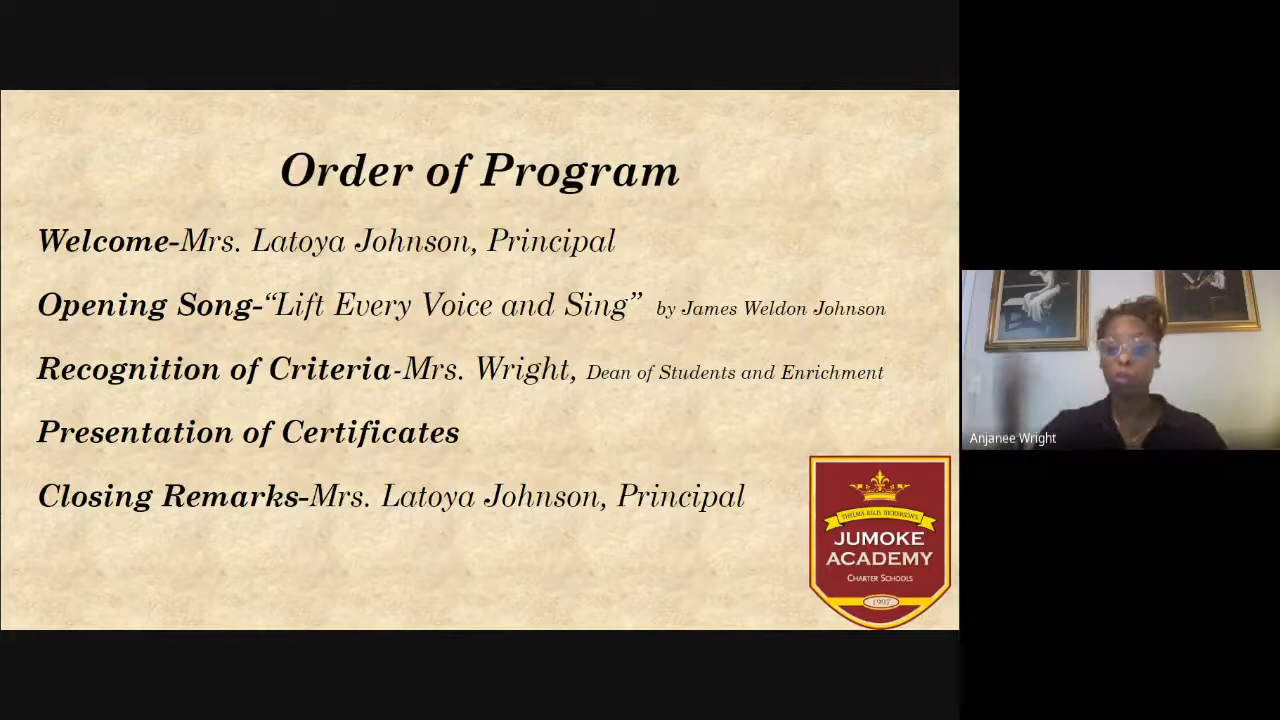 Order of Program
Welcome-Mrs. Latoya Johnson, Principal
Opening Song-“Lift Every Voice and Sing” by James Weldon Johnson
Recognition of Criteria-Mrs. Wright, Dean of Students and Enrichment
Presentation of Certificates
Closing Remarks-Mrs. Latoya Johnson, Principal
THELMA ELLIS DICKERSON'S
JUMOKE
ACADEMY
CHARTER SCHOOLS
1997
Anjanee Wright